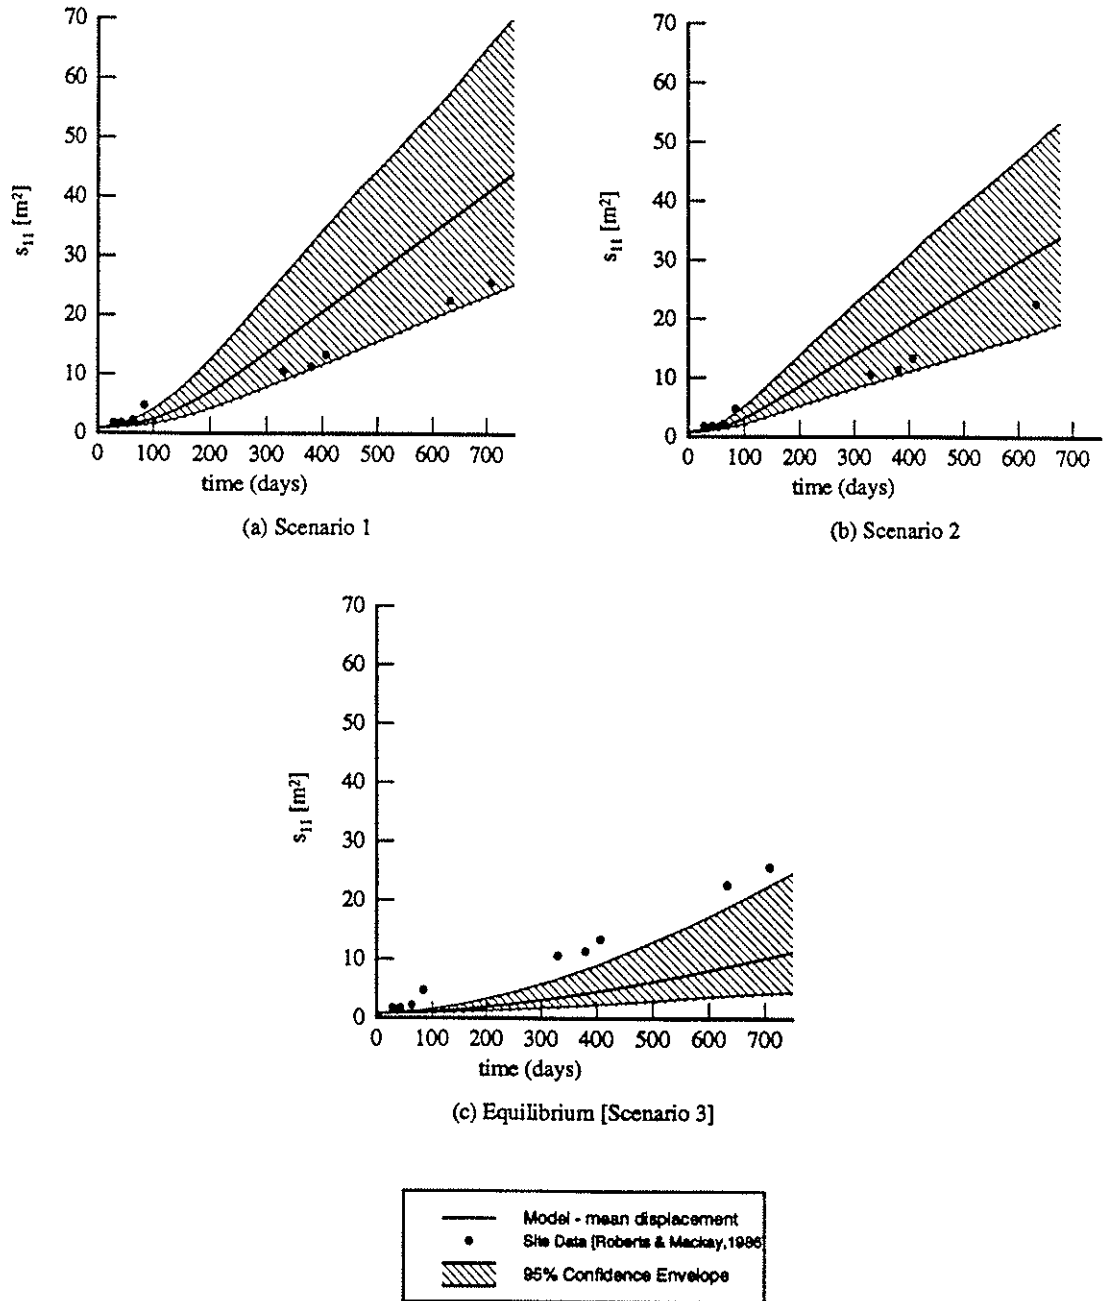 70
60
50
40
30
20
10
0
s11 [m2]
0 100 200 300 400 500 600 700
time (days)
(a) Scenario 1
70
60
50
40
30
20
10
0
s11 [m2]
0 100 200 300 400 500 600 700
time (days)
(b) Scenario 2
70
60
50
40
30
20
10
0
s11 [m2]
0 100 200 300 400 500 600 700
time (days)
(c) Equilibrium [Scenario 3]
Model - mean displacement
Site Data [Roberts & Mackay,1986
95% Confidence Envelope